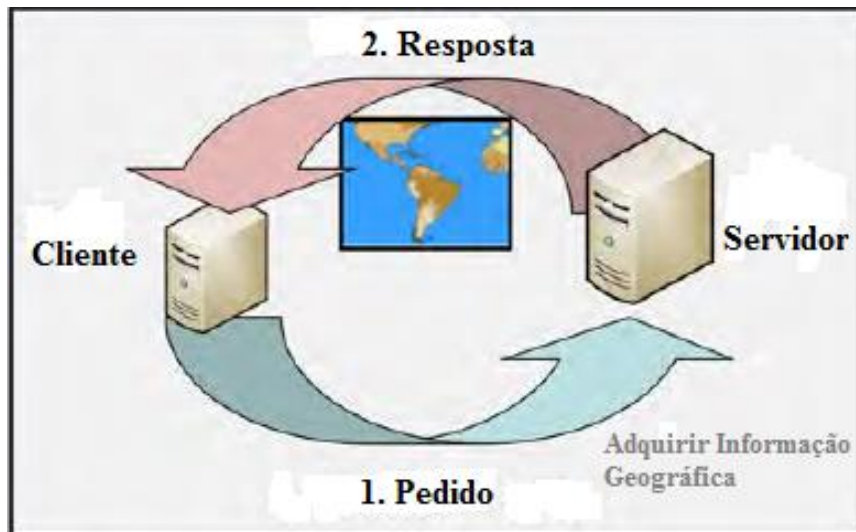 2. Resposta
Cliente
Servidor
Adquirir Informação
Geográfica
1. Pedido